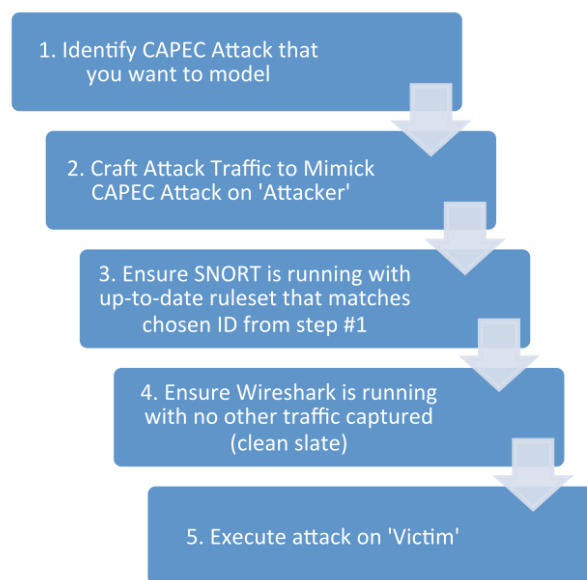 1. Identify CAPEC Attack that
you want to model
2. Craft Attack Traffic to Mimick
CAPEC Attack on 'Attacker'
3. Ensure SNORT is running with
up-to-date ruleset that matches
chosen ID from step #1
4. Ensure Wireshark is running
with no other traffic captured
(clean slate)
5. Execute attack on 'Victim'